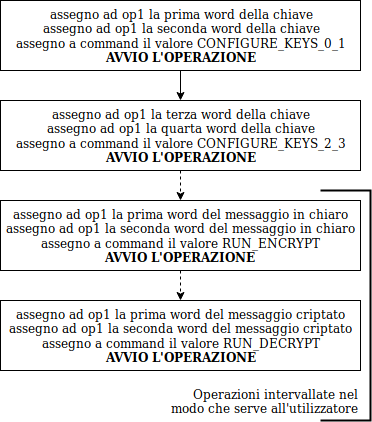 assegno ad op1 la prima word della chiave
assegno ad op1 la seconda word della chiave
assegno a command il valore CONFIGURE_KEYS_0_1
AVVIO L'OPERAZIONE
assegno ad op1 la terza word della chiave
assegno ad op1 la quarta word della chiave
assegno a command il valore CONFIGURE_KEYS_2_3
AVVIO L'OPERAZIONE
assegno ad op1 la prima word del messaggio in chiaro
assegno ad op1 la seconda word del messaggio in chiaro
assegno a command il valore RUN_ENCRYPT
AVVIO L'OPERAZIONE
assegno ad op1 la prima word del messaggio criptato
assegno ad op1 la seconda word del messaggio criptato
assegno a command il valore RUN_DECRYPT
AVVIO L'OPERAZIONE
Operazioni intervallate nel
modo che serve all'utilizzatore